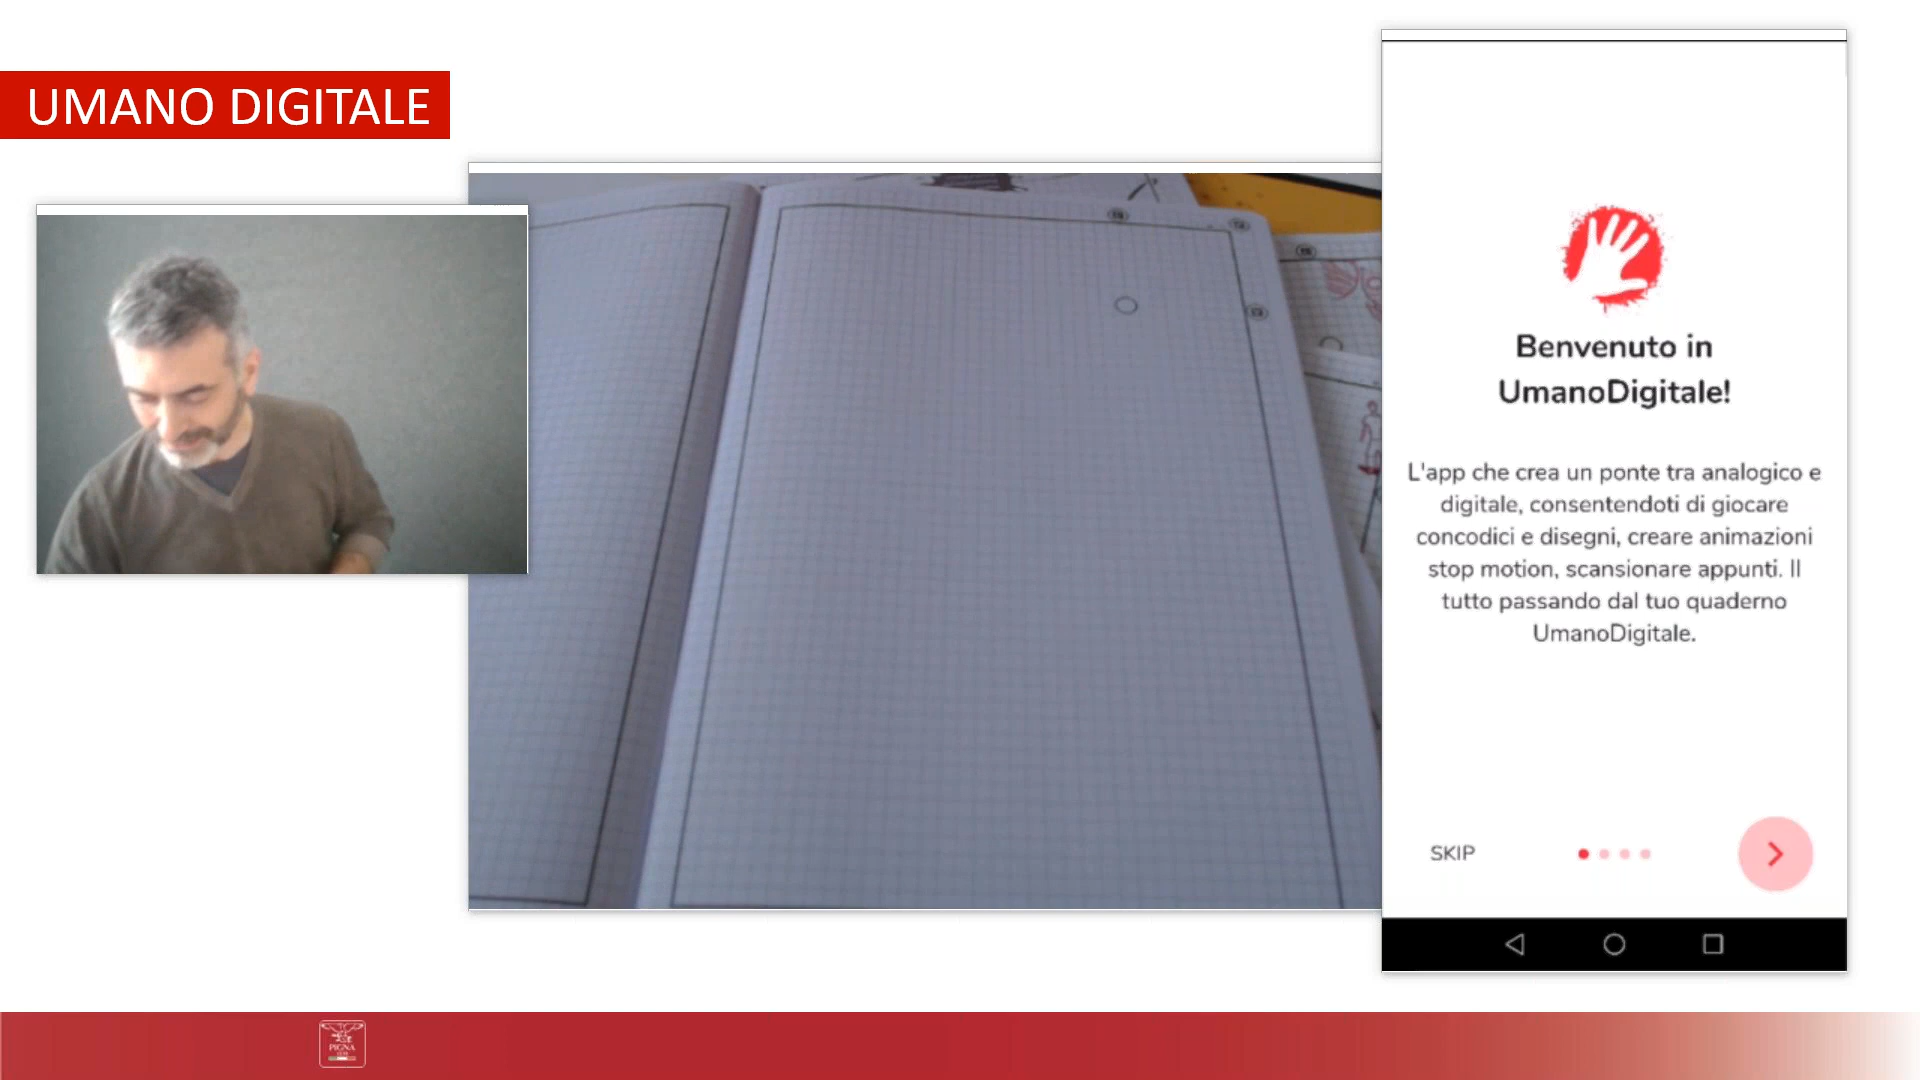 UMANO DIGITALE
Benvenuto in
UmanoDigitale!
L'app che crea un ponte tra analogico e
digitale, consentendoti di giocare
concodici e disegni, creare animazioni
stop motion, scansionare appunti. Il
tutto passando dal tuo quaderno
UmanoDigitale.
SKIP
PIGNA